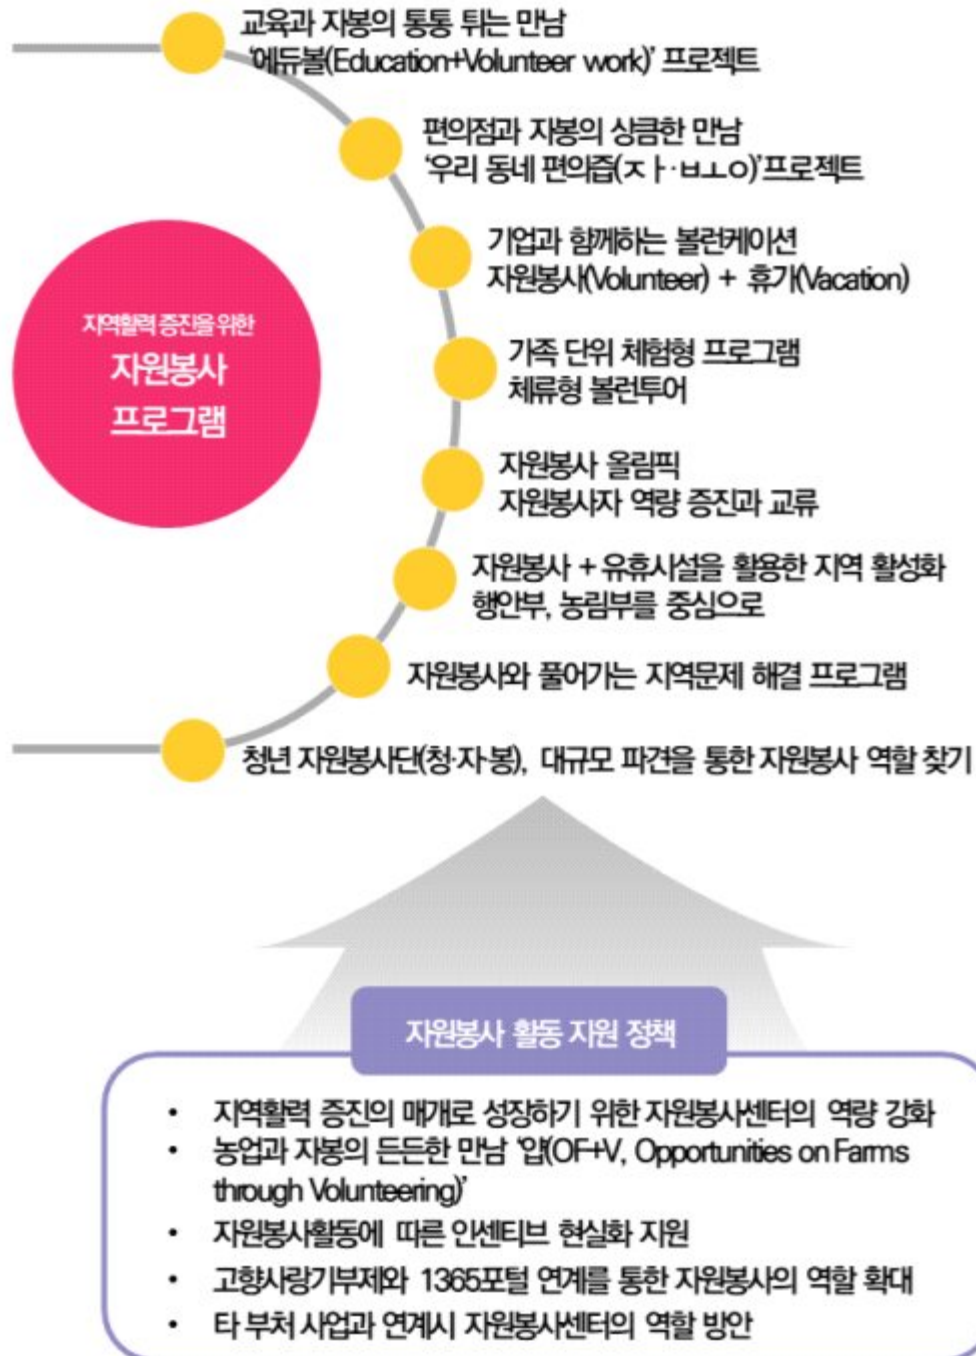 교육과 자봉의 통통 튀는 만남
'에듀볼(Education+Volunteer work)' 프로젝트
편의점과 자봉의 상큼한 만남
'우리 동네 편의즙(ㅈㅏ··ㅂㅗㅇ)'프로젝트
기업과 함께하는 볼런케이션
자원봉사(Volunteer) + 휴가(Vacation)
지역활력 증진을 위한
자원봉사
프로그램
가족 단위 체험형 프로그램
체류형 볼런투어
자원봉사 올림픽
자원봉사자 역량 증진과 교류
자원봉사 + 유휴시설을 활용한 지역 활성화
행안부, 농림부를 중심으로
자원봉사와 풀어가는 지역문제 해결 프로그램
청년 자원봉사단(청·자·봉), 대규모 파견을 통한 자원봉사 역할 찾기
자원봉사 활동 지원 정책
• 지역활력 증진의 매개로 성장하기 위한 자원봉사센터의 역량 강화
• 농업과 자봉의 든든한 만남 '압(OF+V, Opportunities on Farms
through Volunteering)'
• 자원봉사활동에 따른 인센티브 현실화 지원
• 고향사랑기부제와 1365포털 연계를 통한 자원봉사의 역할 확대
• 타 부처 사업과 연계시 자원봉사센터의 역할 방안